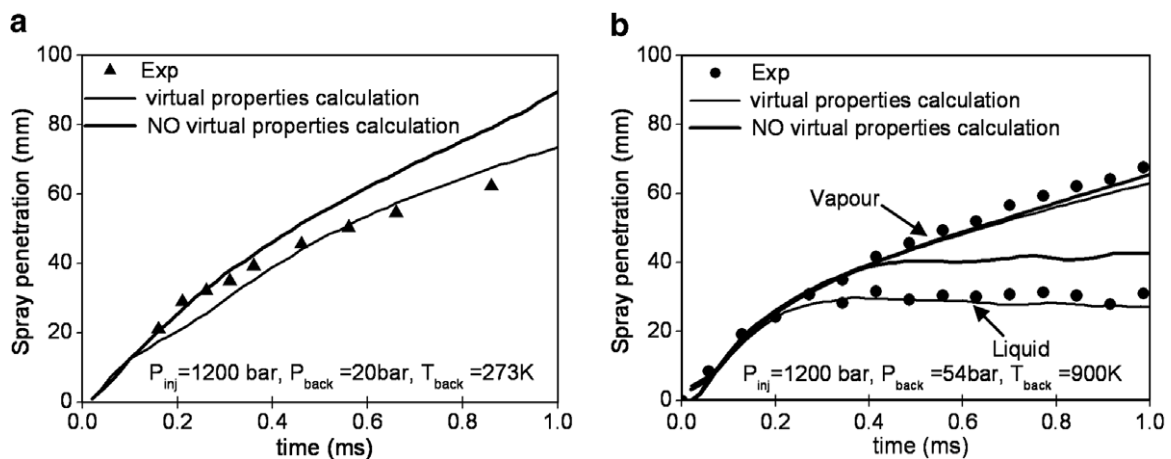 a
100
80
60
40
20
0
Spray penetration (mm)
Exp
virtual properties calculation
NO virtual properties calculation
P_inj=1200 bar, P_back =20bar, T_back=273K
0.0 0.2 0.4 0.6 0.8 1.0
time (ms)
b
100
80
60
40
20
0
Spray penetration (mm)
Exp
virtual properties calculation
NO virtual properties calculation
Vapour
Liquid
P_inj=1200 bar, P_back=54bar, T_back =900K
0.0 0.2 0.4 0.6 0.8 1.0
time (ms)